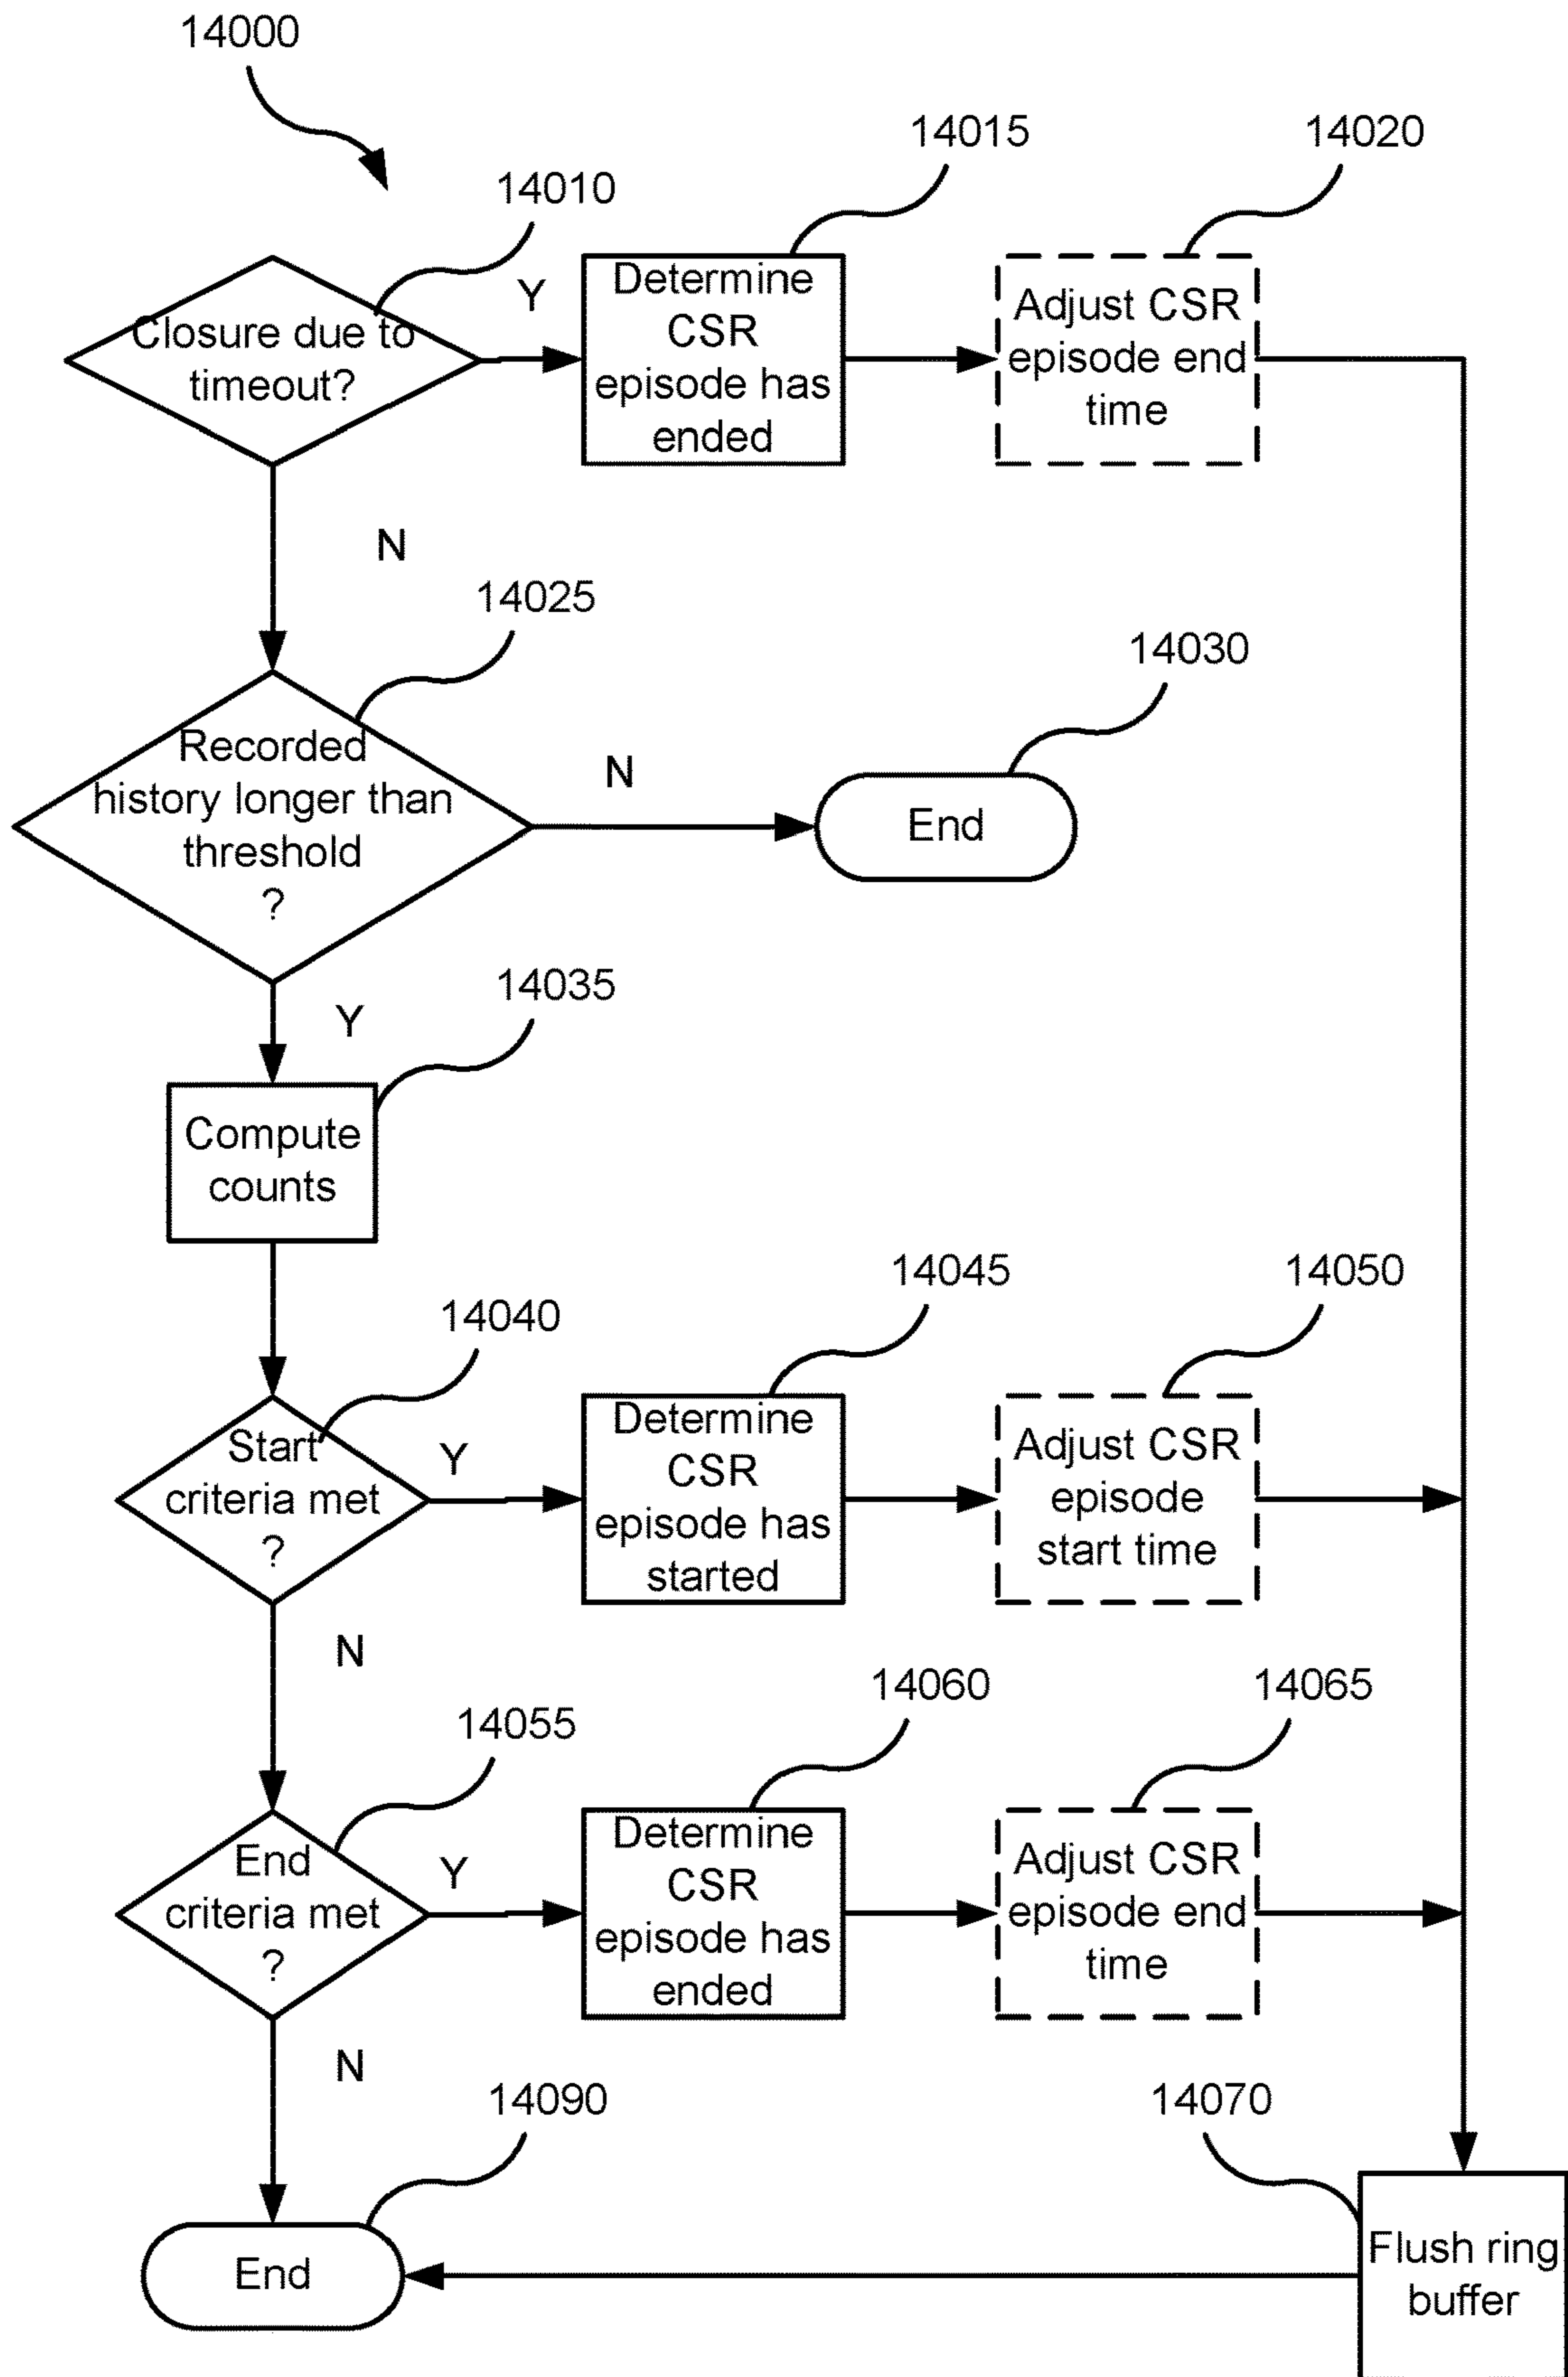 14000
14015
14020
14010
Closure due to
timeout?
Y
Determine
CSR
episode has
ended
Adjust CSR
episode end
time
N
14025
14030
Recorded
history longer than
threshold
?
N
End
Y
14035
Compute
counts
14045
14050
14040
Start
criteria met
?
Y
Determine
CSR
episode has
started
Adjust CSR
episode
start time
N
14060
14065
14055
End
criteria met
?
Y
Determine
CSR
episode has
ended
Adjust CSR
episode end
time
N
14090
14070
End
Flush ring
buffer